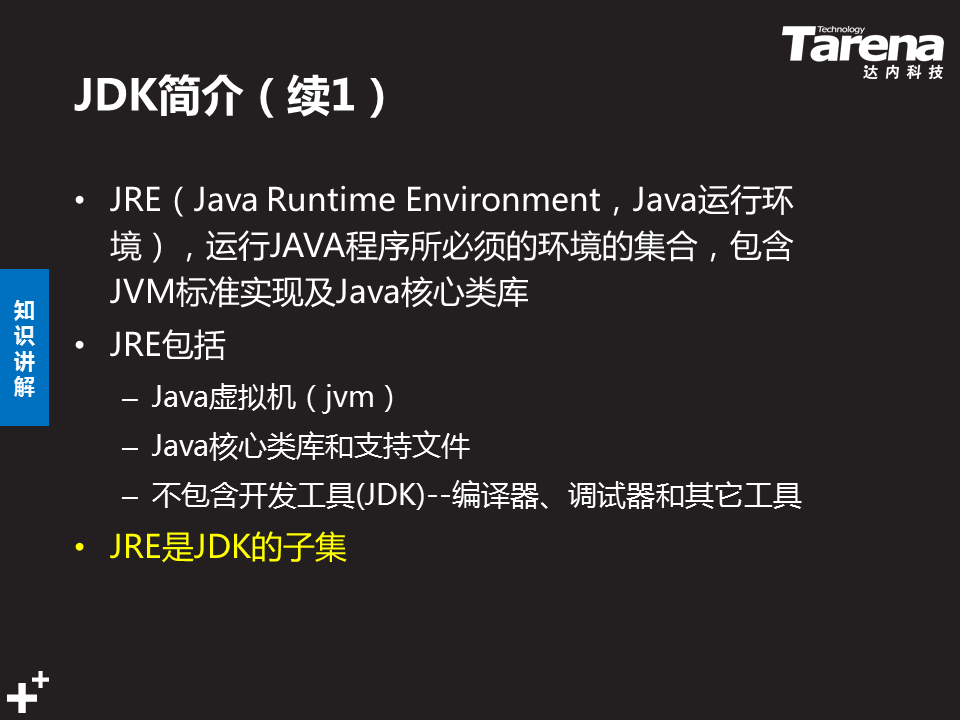 Technology
Tarena
达内科技
JDK简介（续1）
• JRE（Java Runtime Environment，Java运行环
境），运行JAVA程序所必须的环境的集合，包含
JVM标准实现及Java核心类库
• JRE包括
– Java虚拟机（jvm）
– Java核心类库和支持文件
– 不包含开发工具(JDK)--编译器、调试器和其它工具
• JRE是JDK的子集
知
识
讲
解